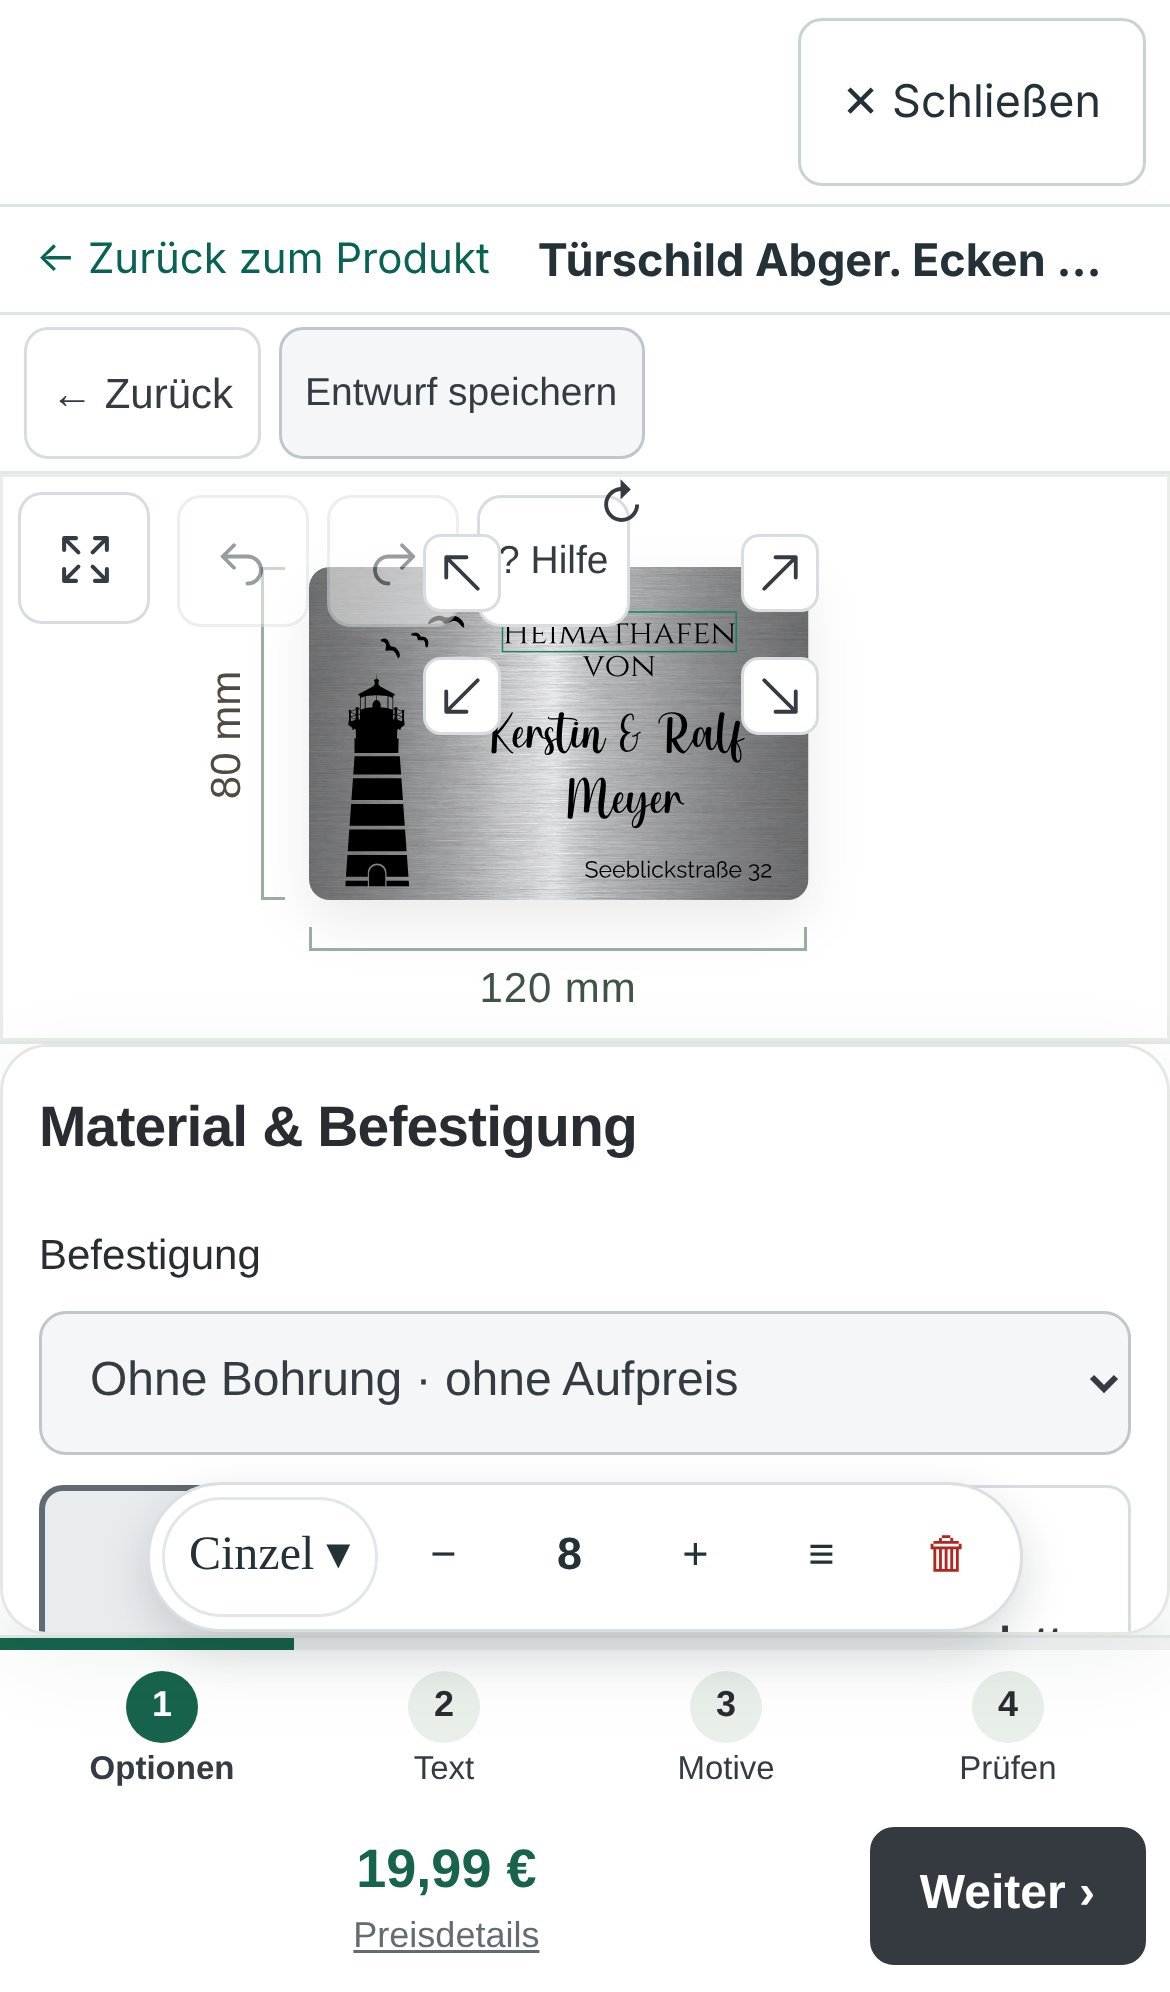 ✕ Schließen
← Zurück zum Produkt
Türschild Abger. Ecken ...
← Zurück
Entwurf speichern
? Hilfe
HEIMATHAFEN
VON
Kerstin & Ralf
Meyer
Seeblickstraße 32
80 mm
120 mm
Material & Befestigung
Befestigung
Ohne Bohrung · ohne Aufpreis
Cinzel ▾
− 8 + ≡
1 2 3 4
Optionen Text Motive Prüfen
19,99 €
Preisdetails
Weiter ›